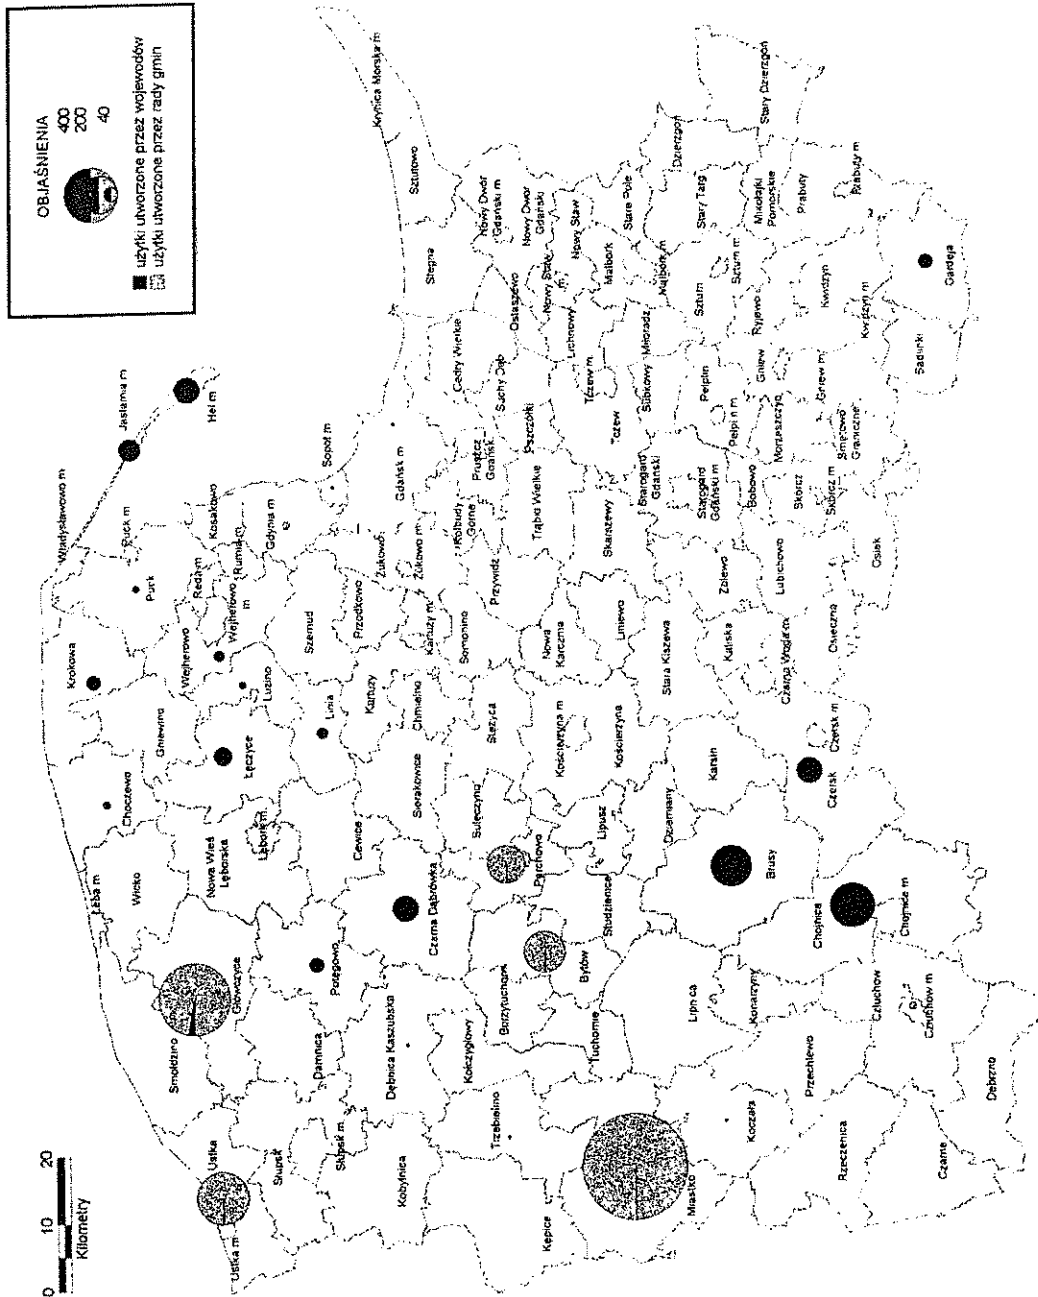 OBJAŚNIENIA
400
200
40
użytki utworzone przez wojewodów
użytki utworzone przez rady gmin
0 10 20
Kilometry
Ustka m
Ustka
Słupsk
Słupsk m
Kobylnica
Kępice
Smołdzino
Główczyce
Damnica
Potęgowo
Dębnica Kaszubska
Trzebielino
Kołczygłowy
Borzytuchom
Czarna Dąbrówka
Parchowo
Bytów
Studzienice
Tuchomie
Miastko
Lipnica
Koczała
Konarzyny
Przechlewo
Rzeczenica
Człuchów
Człuchów m
Czarne
Debrzno
Chojnice m
Brusy
Czersk
Czersk m
Łeba m
Wicko
Nowa Wieś
Lęborska
Lębork m
Cewice
Choczewo
Gniewino
Łęczyce
Krokowa
Wejherowo
Wejherowo
m
Luzino
Linia
Szemud
Puck
Puck m
Władysławowo m
Jastarnia m
Hel m
Reda m
Rumia m
Kosakowo
Gdynia m
Sopot m
Gdańsk m
Żukowo
Żukowo m
Przodkowo
Kartuzy
Kartuzy m
Chmielno
Sierakowice
Sulęczyno
Stężyca
Somonino
Przywidz
Kolbudy
Górne
Pruszcz
Gdański
Lipusz
Dziemiany
Kościerzyna m
Kościerzyna
Nowa
Karczma
Liniewo
Stara Kiszewa
Karsin
Trąbki Wielkie
Pszczółki
Suchy Dąb
Cedry Wielkie
Skarszewy
Starogard
Gdański
Starogard
Gdański m
Zblewo
Kaliska
Czarna Woda m
Osieczna
Lubichowo
Bobowo
Skórcz
Skórcz m
Osiek
Smętowo
Graniczne
Morzeszczyn
Pelplin
Gniew
Gniew m
Tczew
Tczew m
Subkowy
Stegna
Sztutowo
Krynica Morska m
Ostaszewo
Nowy Dwór
Gdański m
Nowy Dwór
Gdański
Nowy Staw
Lichnowy
Malbork
Malbork m
Miłoradz
Stare Pole
Sztum
Sztum m
Stary Targ
Dzierzgoń
Stary Dzierzgoń
Mikołajki
Pomorskie
Ryjewo
Kwidzyn
Kwidzyn m
Prabuty
Prabuty m
Sadlinki
Gardeja